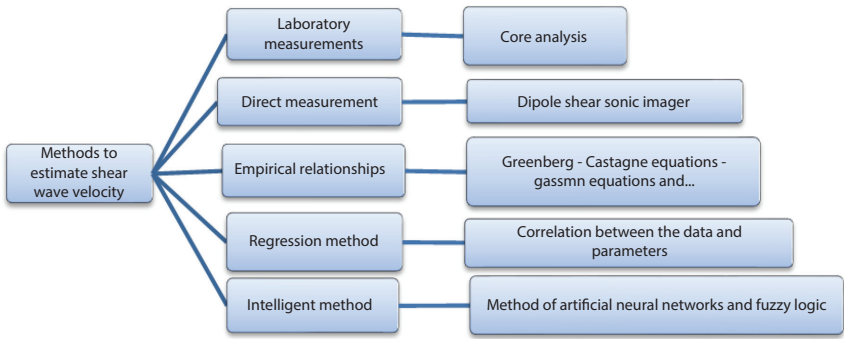 Laboratory
measurements
Core analysis
Direct measurement
Dipole shear sonic imager
Methods to
estimate shear
wave velocity
Empirical relationships
Greenberg - Castagne equations -
gassmn equations and...
Regression method
Correlation between the data and
parameters
Intelligent method
Method of artificial neural networks and fuzzy logic